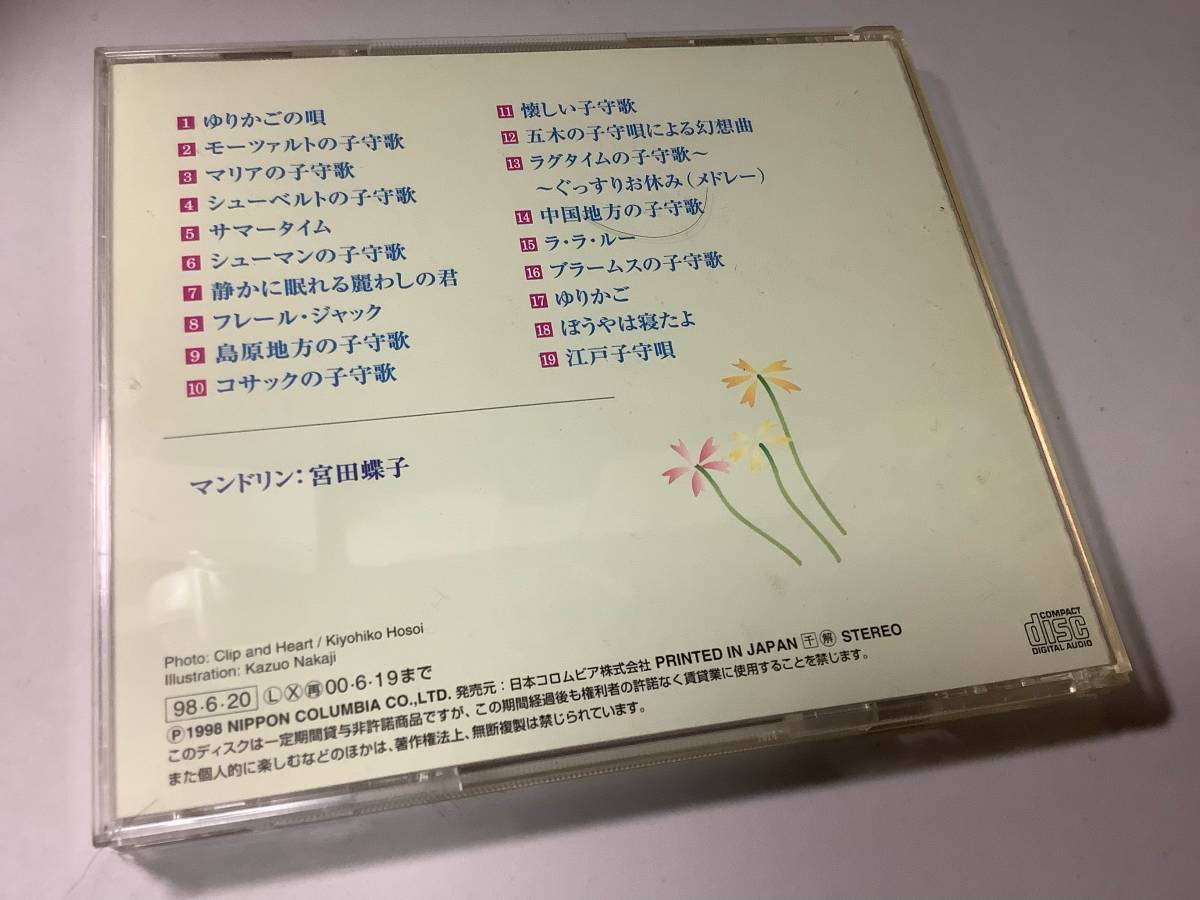 1 ゆりかごの唄
2 モーツァルトの子守歌
3 マリアの子守歌
4 シューベルトの子守歌
5 サマータイム
6 シューマンの子守歌
7 静かに眠れる麗わしの君
8 フレール・ジャック
9 島原地方の子守歌
10 コサックの子守歌
11 懐しい子守歌
12 五木の子守唄による幻想曲
13 ラグタイムの子守歌〜
〜ぐっすりお休み(メドレー)
14 中国地方の子守歌
15 ラ・ラ・ルー
16 ブラームスの子守歌
17 ゆりかご
18 ぼうやは寝たよ
19 江戸子守唄
マンドリン:宮田蝶子
Photo: Clip and Heart / Kiyohiko Hosoi
Illustration: Kazuo Nakaji
98・6・20 Ⓛ Ⓧ ㊢ 00・6・19まで
Ⓟ1998 NIPPON COLUMBIA CO.,LTD. 発売元:日本コロムビア株式会社 PRINTED IN JAPAN 干 解 STEREO
このディスクは一定期間貸与非許諾商品ですが、この期間経過後も権利者の許諾なく賃貸業に使用することを禁じます。
また個人的に楽しむなどのほかは、著作権法上、無断複製は禁じられています。
COMPACT
disc
DIGITAL AUDIO